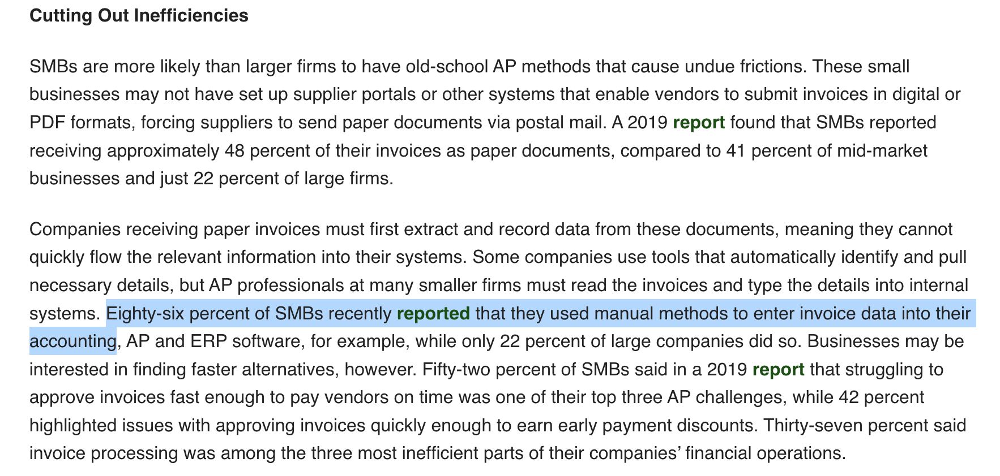 Cutting Out Inefficiencies
SMBs are more likely than larger firms to have old-school AP methods that cause undue frictions. These small
businesses may not have set up supplier portals or other systems that enable vendors to submit invoices in digital or
PDF formats, forcing suppliers to send paper documents via postal mail. A 2019 report found that SMBs reported
receiving approximately 48 percent of their invoices as paper documents, compared to 41 percent of mid-market
businesses and just 22 percent of large firms.
Companies receiving paper invoices must first extract and record data from these documents, meaning they cannot
quickly flow the relevant information into their systems. Some companies use tools that automatically identify and pull
necessary details, but AP professionals at many smaller firms must read the invoices and type the details into internal
systems. Eighty-six percent of SMBs recently reported that they used manual methods to enter invoice data into their
accounting, AP and ERP software, for example, while only 22 percent of large companies did so. Businesses may be
interested in finding faster alternatives, however. Fifty-two percent of SMBs said in a 2019 report that struggling to
approve invoices fast enough to pay vendors on time was one of their top three AP challenges, while 42 percent
highlighted issues with approving invoices quickly enough to earn early payment discounts. Thirty-seven percent said
invoice processing was among the three most inefficient parts of their companies’ financial operations.